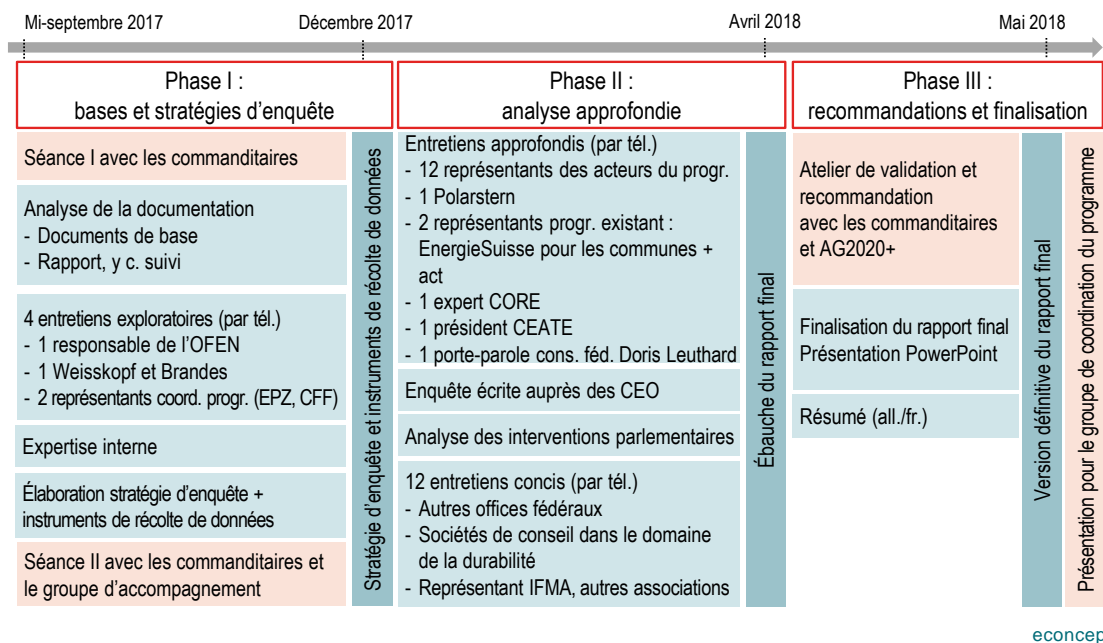 Mi-septembre 2017
Décembre 2017
Avril 2018
Mai 2018
Phase I :
bases et stratégies d'enquête
Phase II :
analyse approfondie
Phase III :
recommandations et finalisation
Séance I avec les commanditaires
Analyse de la documentation
- Documents de base
- Rapport, y c. suivi
4 entretiens exploratoires (par tél.)
- 1 responsable de l'OFEN
- 1 Weisskopf et Brandes
- 2 représentants coord. progr. (EPZ, CFF)
Expertise interne
Élaboration stratégie d'enquête +
instruments de récolte de données
Séance II avec les commanditaires et
le groupe d'accompagnement
Stratégie d'enquête et instruments de récolte de données
Entretiens approfondis (par tél.)
- 12 représentants des acteurs du progr.
- 1 Polarstern
- 2 représentants progr. existant :
EnergieSuisse pour les communes +
act
- 1 expert CORE
- 1 président CEATE
- 1 porte-parole cons. féd. Doris Leuthard
Enquête écrite auprès des CEO
Analyse des interventions parlementaires
12 entretiens concis (par tél.)
- Autres offices fédéraux
- Sociétés de conseil dans le domaine
de la durabilité
- Représentant IFMA, autres associations
Ébauche du rapport final
Atelier de validation et
recommandation
avec les commanditaires
et AG2020+
Finalisation du rapport final
Présentation PowerPoint
Résumé (all./fr.)
Version définitive du rapport final
Présentation pour le groupe de coordination du programme
econcep